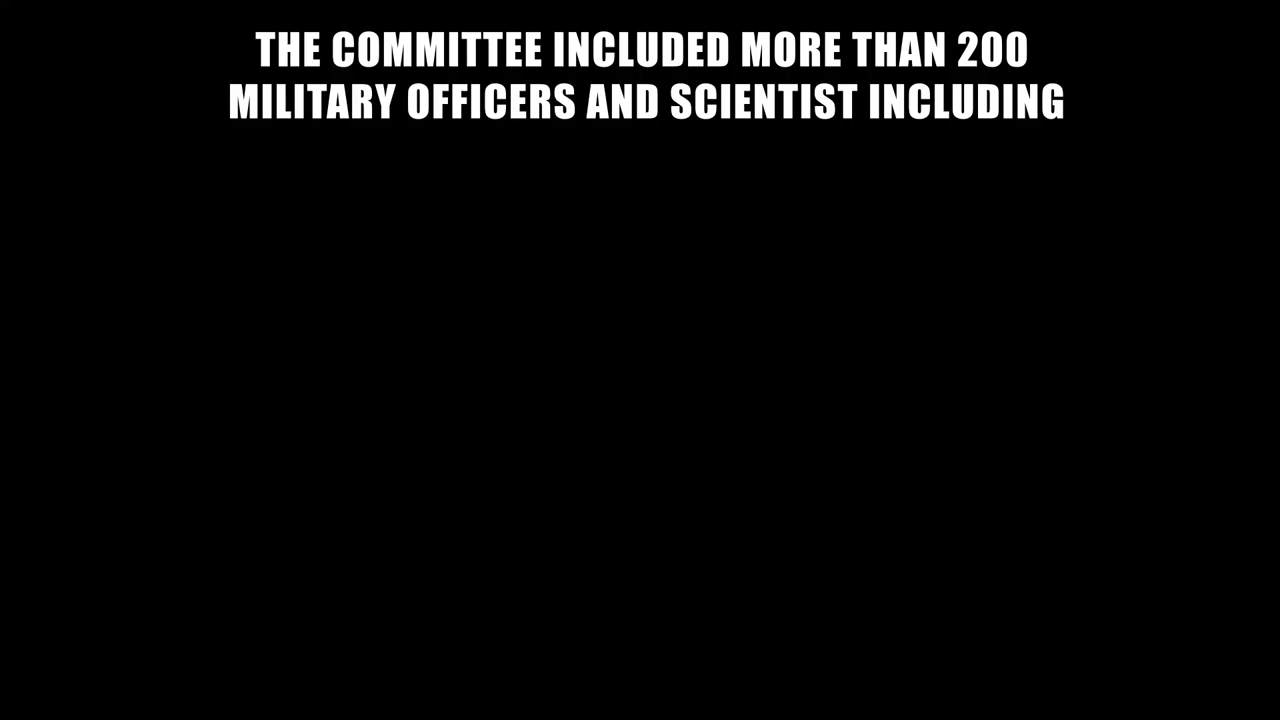 THE COMMITTEE INCLUDED MORE THAN 200
MILITARY OFFICERS AND SCIENTIST INCLUDING